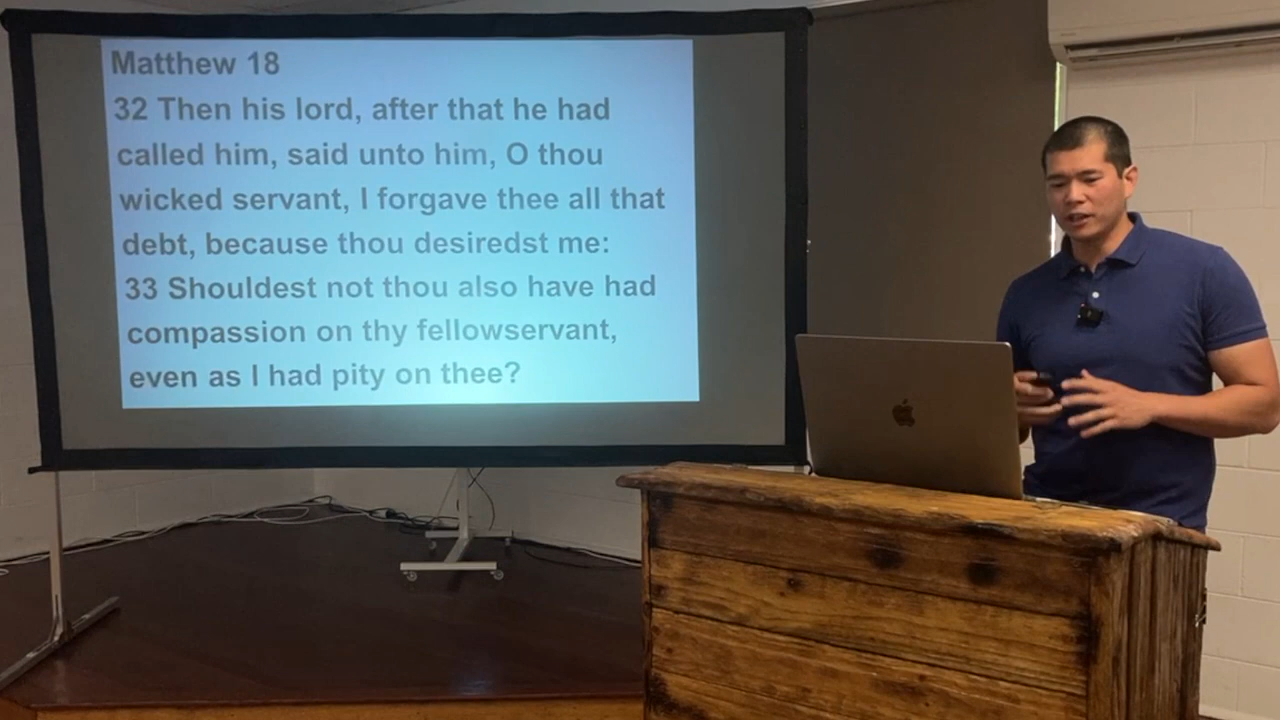 Matthew 18
32 Then his lord, after that he had
called him, said unto him, O thou
wicked servant, I forgave thee all that
debt, because thou desiredst me:
33 Shouldest not thou also have had
compassion on thy fellowservant,
even as I had pity on thee?